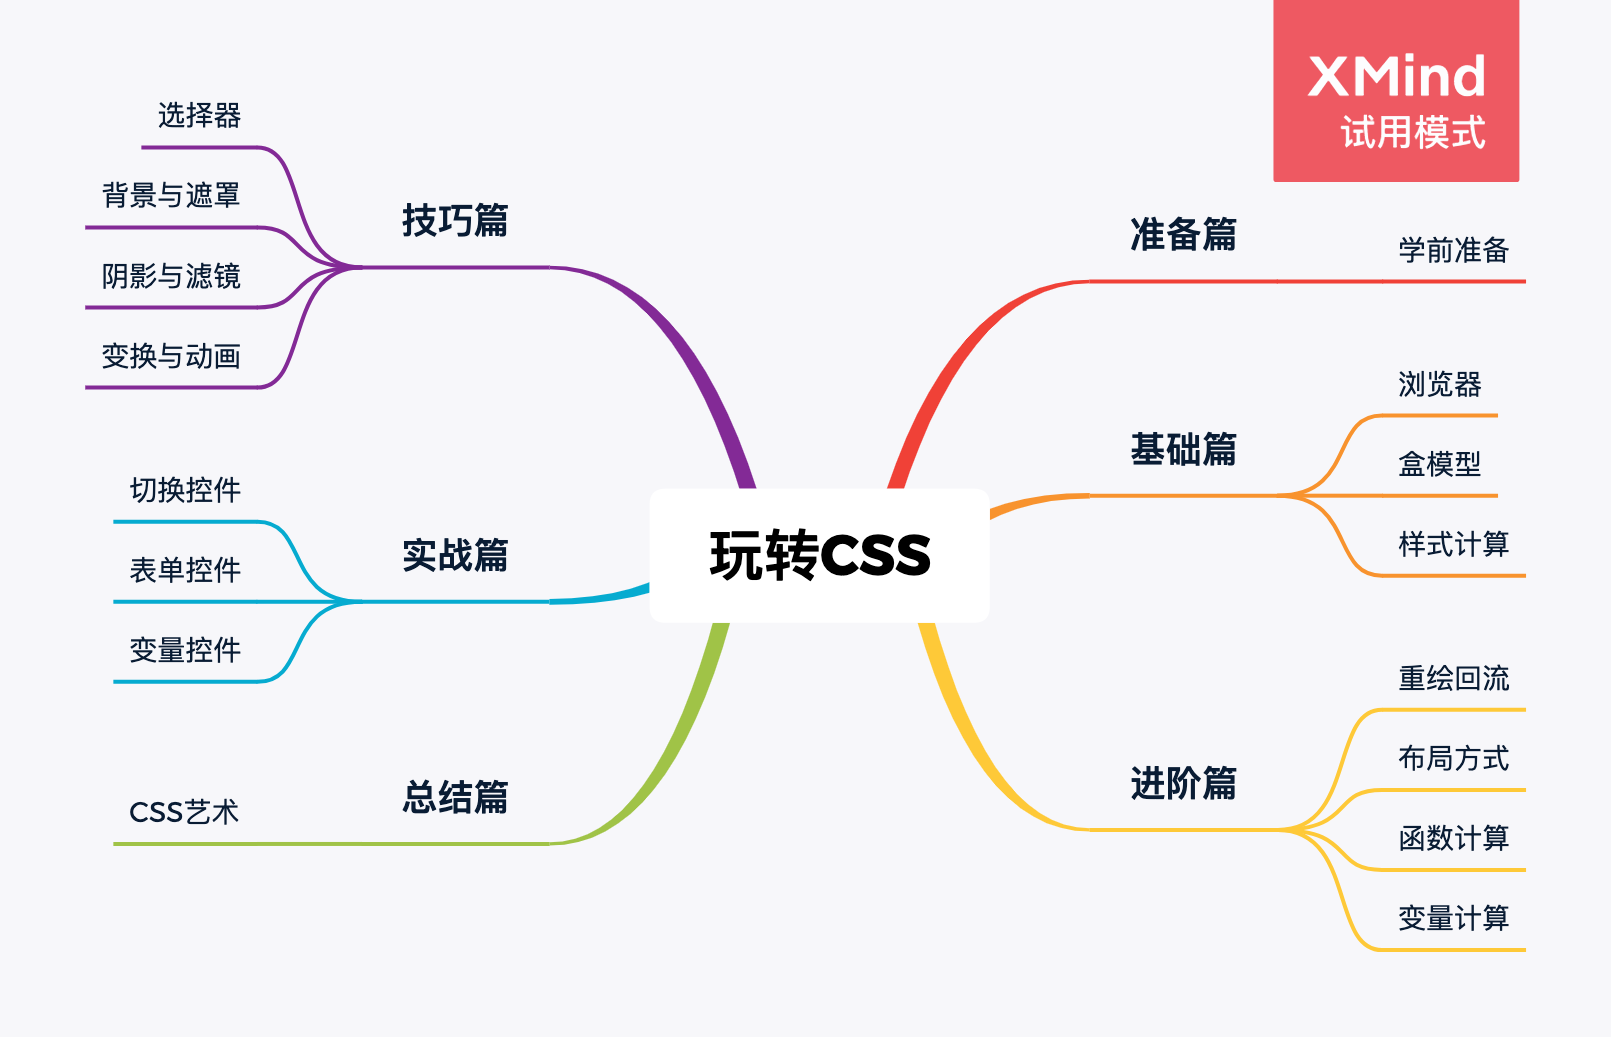 XMind
试用模式
玩转CSS
准备篇
学前准备
基础篇
浏览器
盒模型
样式计算
进阶篇
重绘回流
布局方式
函数计算
变量计算
技巧篇
选择器
背景与遮罩
阴影与滤镜
变换与动画
实战篇
切换控件
表单控件
变量控件
总结篇
CSS艺术